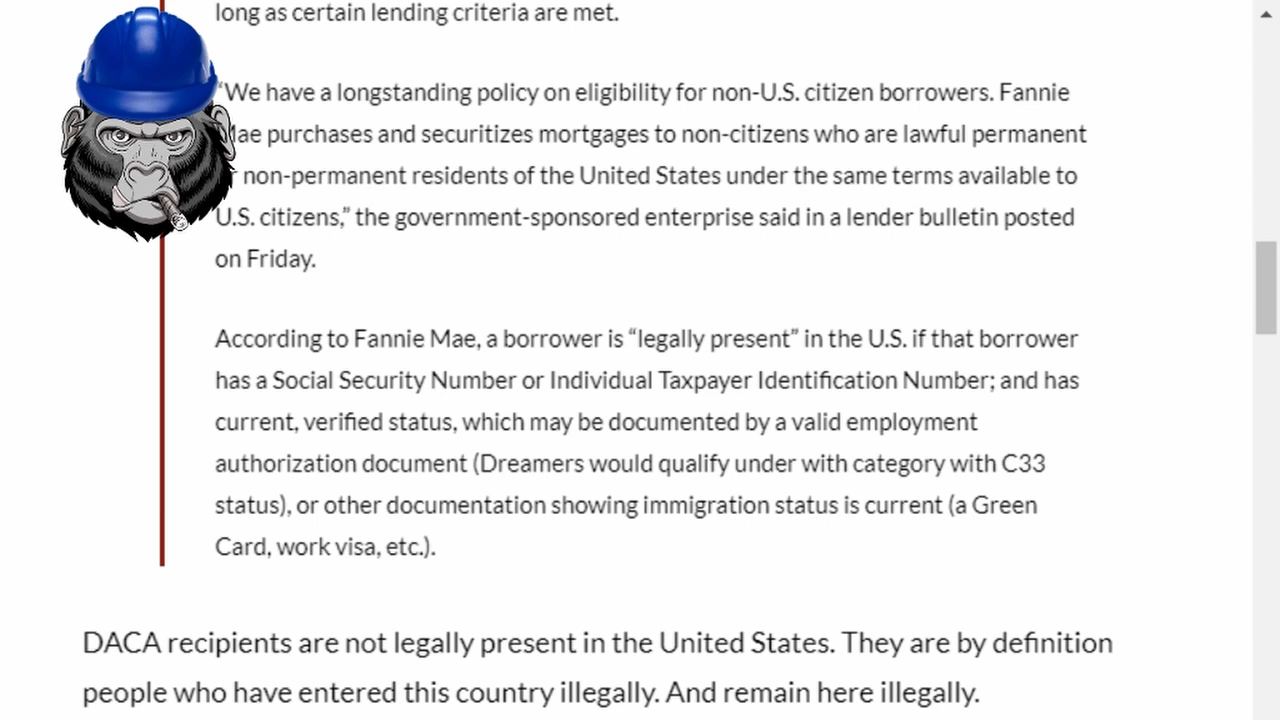 long as certain lending criteria are met.
“We have a longstanding policy on eligibility for non-U.S. citizen borrowers. Fannie
Mae purchases and securitizes mortgages to non-citizens who are lawful permanent
non-permanent residents of the United States under the same terms available to
U.S. citizens,” the government-sponsored enterprise said in a lender bulletin posted
on Friday.
According to Fannie Mae, a borrower is “legally present” in the U.S. if that borrower
has a Social Security Number or Individual Taxpayer Identification Number; and has
current, verified status, which may be documented by a valid employment
authorization document (Dreamers would qualify under with category with C33
status), or other documentation showing immigration status is current (a Green
Card, work visa, etc.).
DACA recipients are not legally present in the United States. They are by definition
people who have entered this country illegally. And remain here illegally.